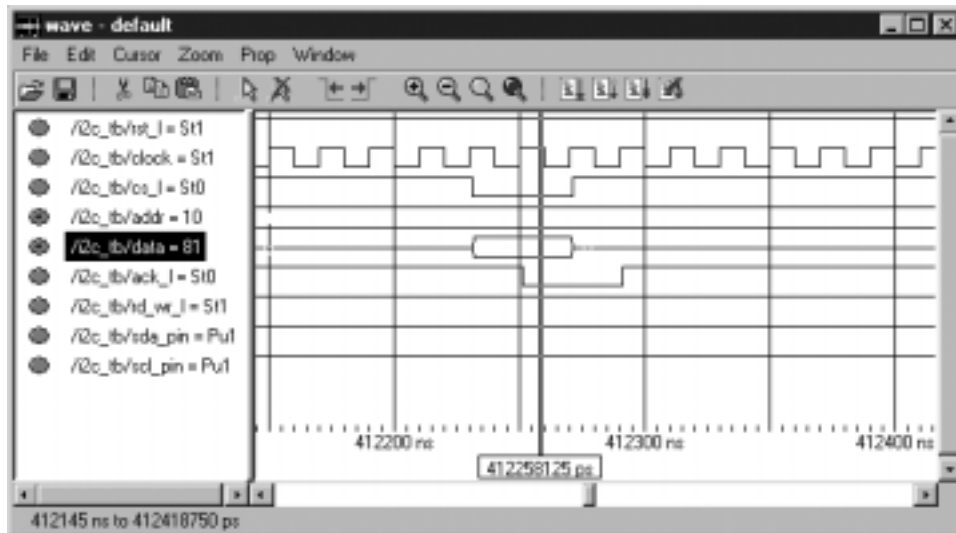 wave - default
File Edit Cursor Zoom Prop Window
/i2c_tb/rst_l = St1
/i2c_tb/clock = St1
/i2c_tb/cs_l = St0
/i2c_tb/addr = 10
/i2c_tb/data = 81
/i2c_tb/ack_l = St0
/i2c_tb/rd_wr_l = St1
/i2c_tb/sda_pin = Pu1
/i2c_tb/scl_pin = Pu1
412200 ns 412300 ns 412400 ns
412258125 ps
412145 ns to 412418750 ps